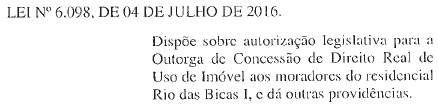 LEI Nº 6.098, DE 04 DE JULHO DE 2016.
Dispõe sobre autorização legislativa para a
Outorga de Concessão de Direito Real de
Uso de Imóvel aos moradores do residencial
Rio das Bicas I, e dá outras providências.